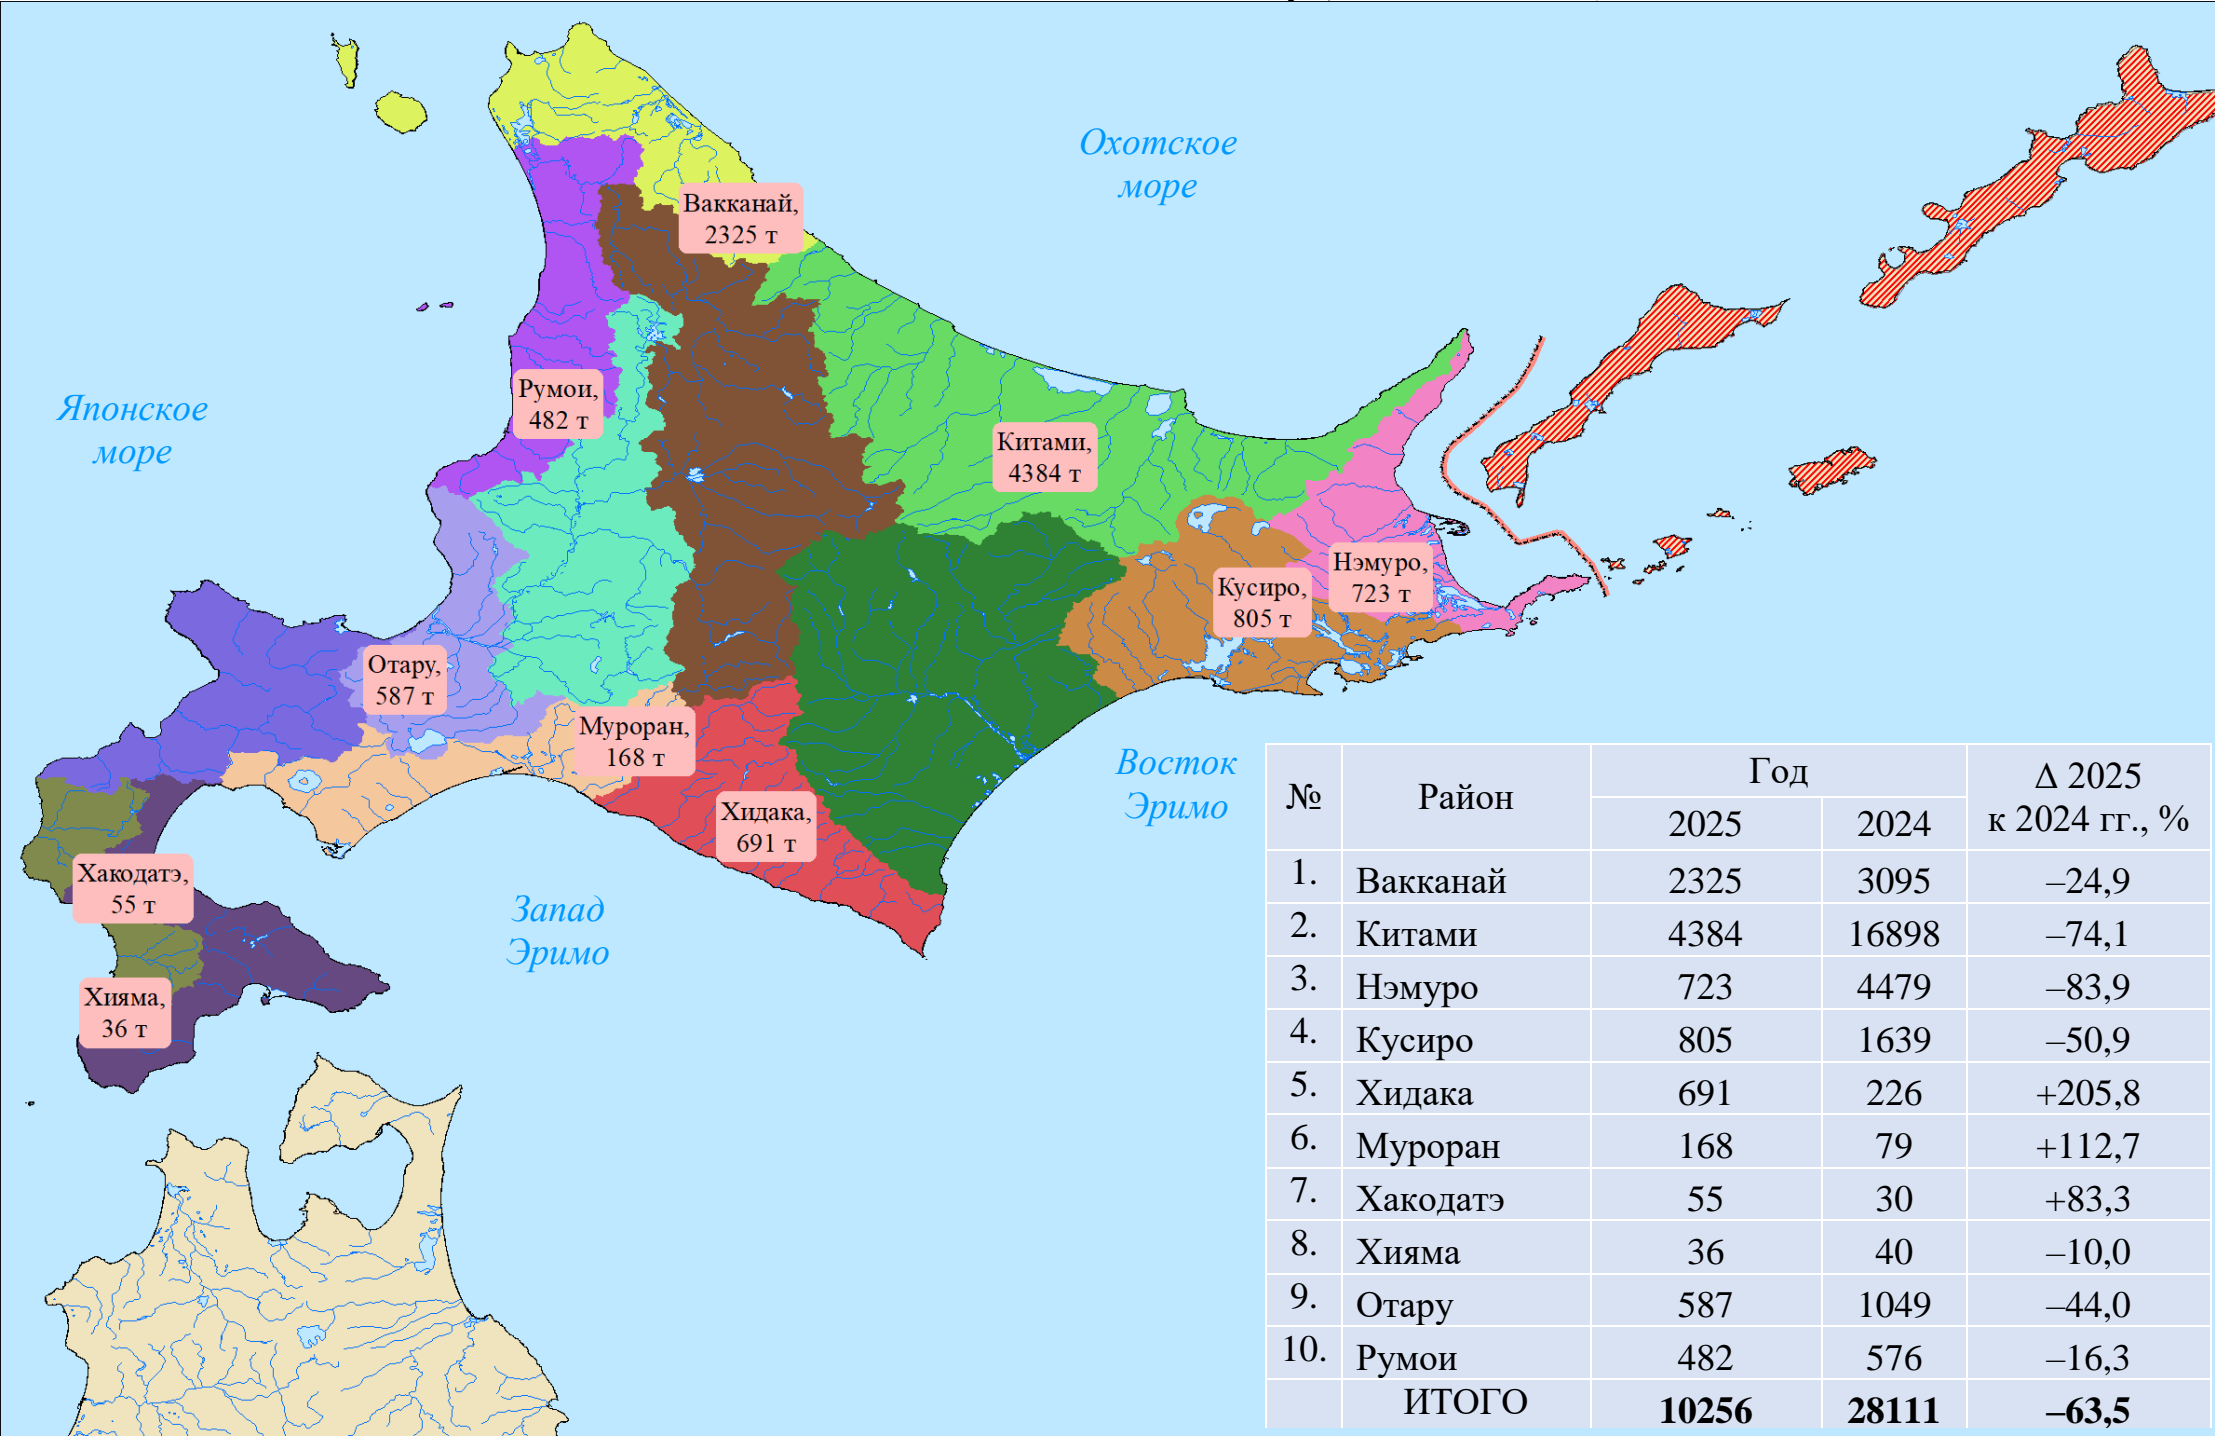 Охотское
море
Вакканай,
2325 т
Румои,
482 т
Японское
море
Китами,
4384 т
Нэмуро,
723 т
Кусиро,
805 т
Отару,
587 т
Муроран,
168 т
Хидака,
691 т
Восток
Эримо
Хакодатэ,
55 т
Запад
Эримо
Хияма,
36 т
№ Район Год Δ 2025 к 2024 гг., %
2025 2024
1. Вакканай 2325 3095 –24,9
2. Китами 4384 16898 –74,1
3. Нэмуро 723 4479 –83,9
4. Кусиро 805 1639 –50,9
5. Хидака 691 226 +205,8
6. Муроран 168 79 +112,7
7. Хакодатэ 55 30 +83,3
8. Хияма 36 40 –10,0
9. Отару 587 1049 –44,0
10. Румои 482 576 –16,3
ИТОГО 10256 28111 –63,5